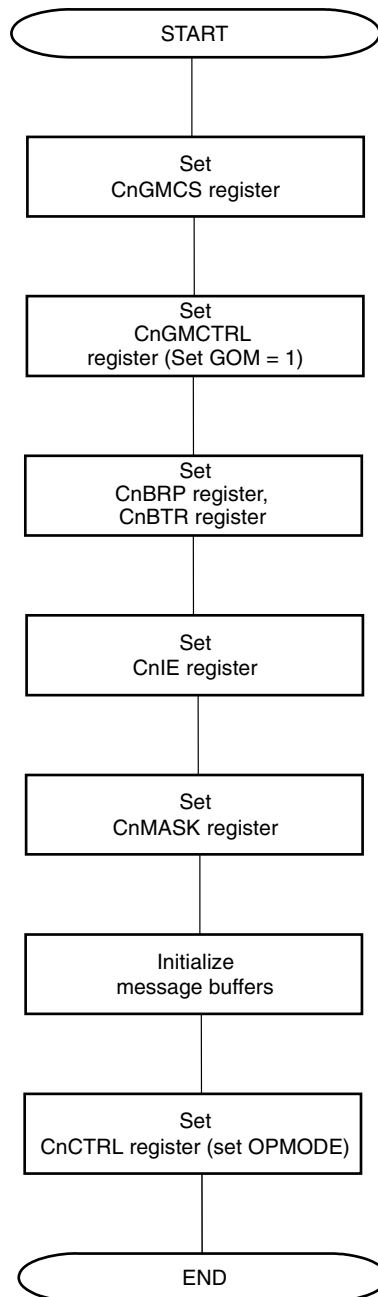 START
Set
CnGMCS register
Set
CnGMCTRL
register (Set GOM = 1)
Set
CnBRP register,
CnBTR register
Set
CnIE register
Set
CnMASK register
Initialize
message buffers
Set
CnCTRL register (set OPMODE)
END